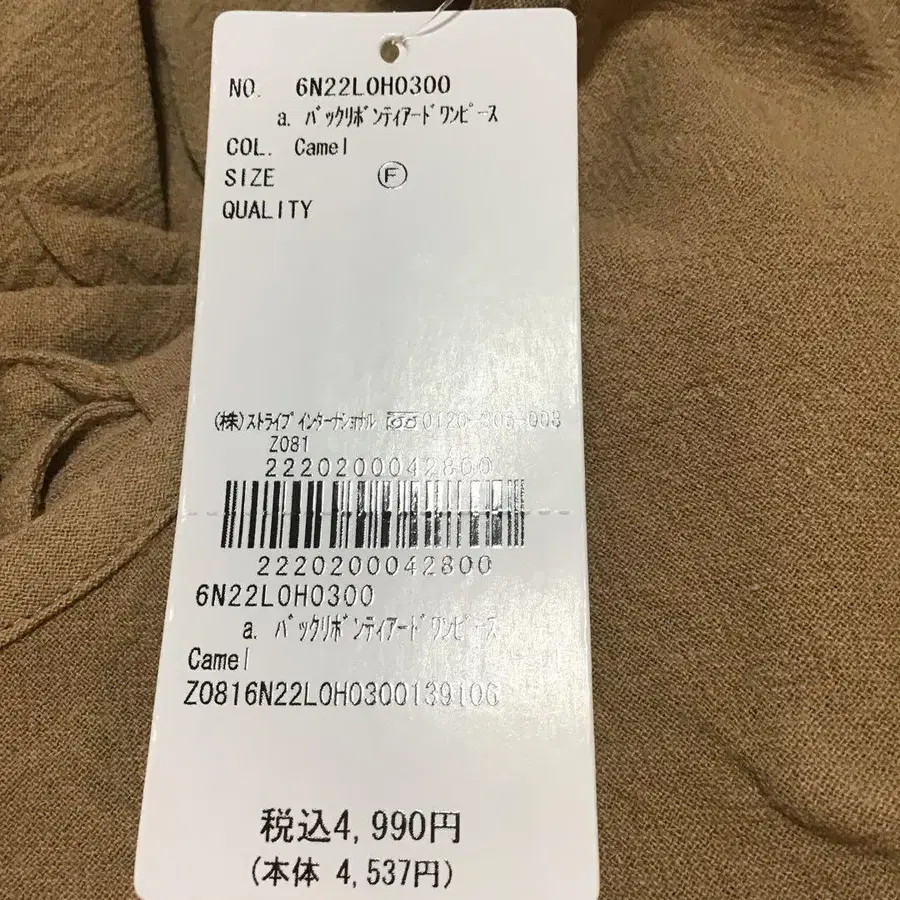 NO. 6N22L0H0300
a. ﾊﾞｯｸﾘﾎﾞﾝﾃｨｱｰﾄﾞﾜﾝﾋﾟｰｽ
COL. Camel
SIZE Ⓕ
QUALITY
(株)ｽﾄﾗｲﾌﾟｲﾝﾀｰﾅｼｮﾅﾙ
Z081
2220200042800
2220200042800
6N22L0H0300
a. ﾊﾞｯｸﾘﾎﾞﾝﾃｨｱｰﾄﾞﾜﾝﾋﾟｰｽ
Camel
Z0816N22L0H0300139106
税込4,990円
(本体 4,537円)